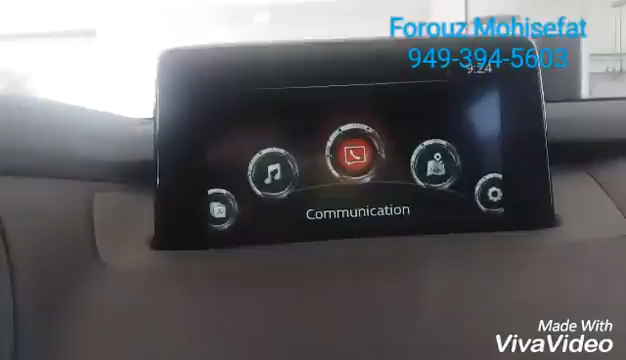 Forouz Mohisefat
949-394-5603
9:24
A
Communication
Made With
VivaVideo